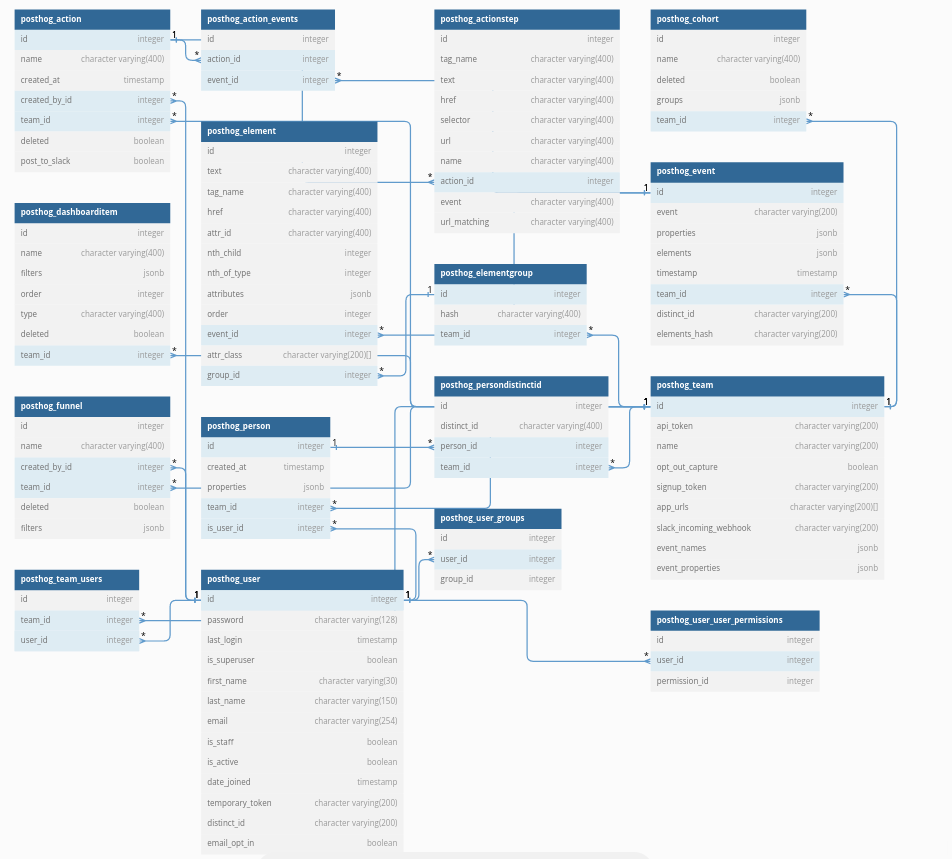 posthog_action
id integer
name character varying(400)
created_at timestamp
created_by_id integer
team_id integer
deleted boolean
post_to_slack boolean
posthog_dashboarditem
id integer
name character varying(400)
filters jsonb
order integer
type character varying(400)
deleted boolean
team_id integer
posthog_funnel
id integer
name character varying(400)
created_by_id integer
team_id integer
deleted boolean
filters jsonb
posthog_team_users
id integer
team_id integer
user_id integer
posthog_action_events
id integer
action_id integer
event_id integer
posthog_element
id integer
text character varying(400)
tag_name character varying(400)
href character varying(400)
attr_id character varying(400)
nth_child integer
nth_of_type integer
attributes jsonb
order integer
event_id integer
attr_class character varying(200)[]
group_id integer
posthog_person
id integer
created_at timestamp
properties jsonb
team_id integer
is_user_id integer
posthog_user
id integer
password character varying(128)
last_login timestamp
is_superuser boolean
first_name character varying(30)
last_name character varying(150)
email character varying(254)
is_staff boolean
is_active boolean
date_joined timestamp
temporary_token character varying(200)
distinct_id character varying(200)
email_opt_in boolean
posthog_actionstep
id integer
tag_name character varying(400)
text character varying(400)
href character varying(400)
selector character varying(400)
url character varying(400)
name character varying(400)
action_id integer
event character varying(400)
url_matching character varying(400)
posthog_elementgroup
id integer
hash character varying(400)
team_id integer
posthog_persondistinctid
id integer
distinct_id character varying(400)
person_id integer
team_id integer
posthog_user_groups
id integer
user_id integer
group_id integer
posthog_cohort
id integer
name character varying(400)
deleted boolean
groups jsonb
team_id integer
posthog_event
id integer
event character varying(200)
properties jsonb
elements jsonb
timestamp timestamp
team_id integer
distinct_id character varying(200)
elements_hash character varying(200)
posthog_team
id integer
api_token character varying(200)
name character varying(200)
opt_out_capture boolean
signup_token character varying(200)
app_urls character varying(200)[]
slack_incoming_webhook character varying(200)
event_names jsonb
event_properties jsonb
posthog_user_user_permissions
id integer
user_id integer
permission_id integer